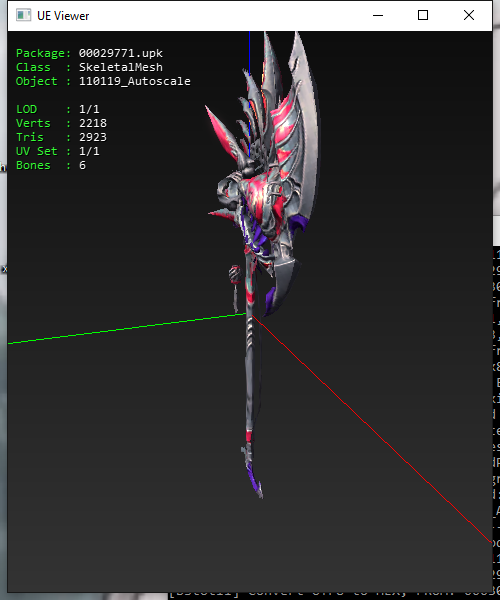 UE Viewer
Package: 00029771.upk
Class  : SkeletalMesh
Object : 110119_Autoscale
LOD    : 1/1
Verts  : 2218
Tris   : 2923
UV Set : 1/1
Bones  : 6